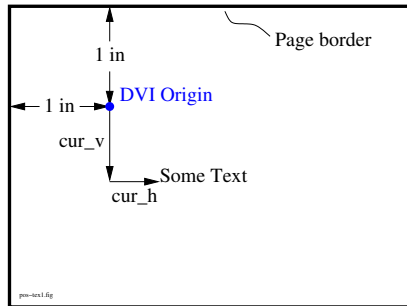 Page border
1 in
DVI Origin
1 in
cur_v
Some Text
cur_h
pos-tex1.fig